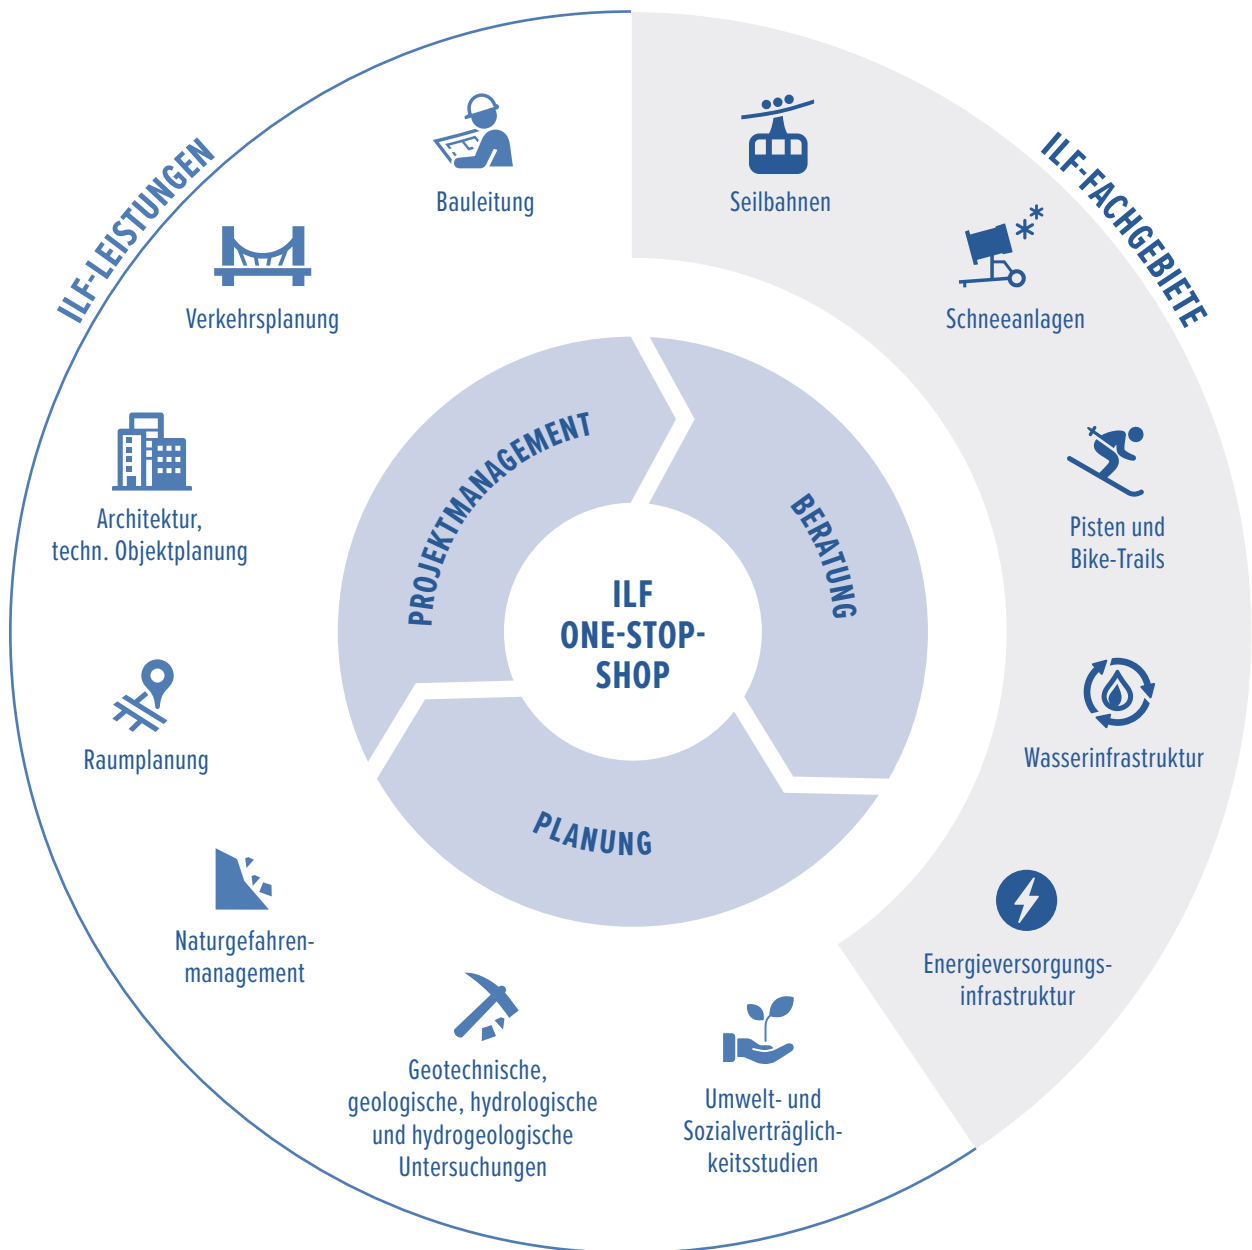 ILF-LEISTUNGEN
Bauleitung
Verkehrsplanung
Architektur,
techn. Objektplanung
Raumplanung
Naturgefahren-
management
Geotechnische,
geologische, hydrologische
und hydrogeologische
Untersuchungen
Umwelt- und
Sozialverträglich-
keitsstudien
ILF-FACHGEBIETE
Seilbahnen
Schneeanlagen
Pisten und
Bike-Trails
Wasserinfrastruktur
Energieversorgungs-
infrastruktur
PROJEKTMANAGEMENT
BERATUNG
PLANUNG
ILF
ONE-STOP-
SHOP